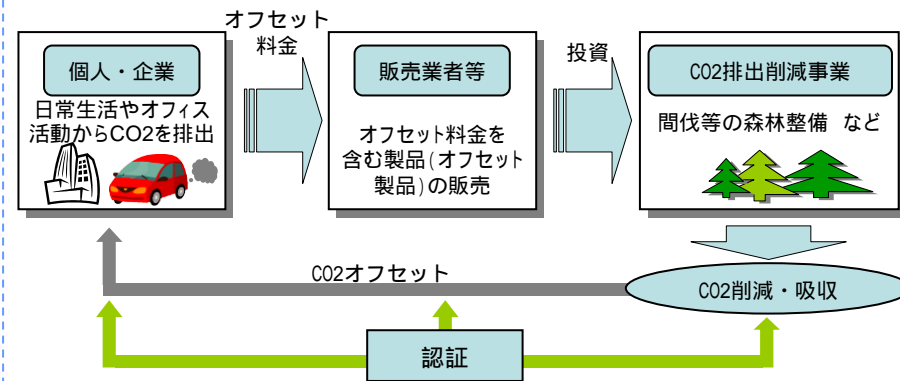 オフセット
料金
個人・企業
日常生活やオフィス
活動からCO2を排出
販売業者等
オフセット料金を
含む製品(オフセット
製品)の販売
投資
CO2排出削減事業
間伐等の森林整備 など
CO2オフセット
CO2削減・吸収
認証